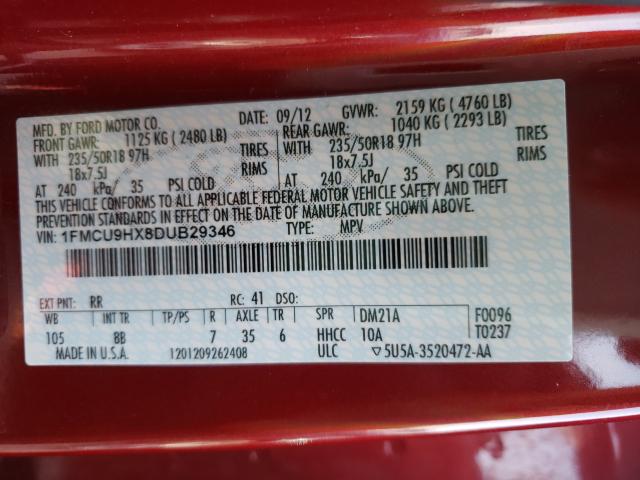 MFD. BY FORD MOTOR CO. DATE: 09/12 GVWR: 2159 KG ( 4760 LB)
FRONT GAWR: 1125 KG ( 2480 LB) REAR GAWR: 1040 KG ( 2293 LB)
WITH 235/50R18 97H TIRES WITH 235/50R18 97H TIRES
18x7.5J RIMS 18x7.5J RIMS
AT 240 kPa/ 35 PSI COLD AT 240 kPa/ 35 PSI COLD
THIS VEHICLE CONFORMS TO ALL APPLICABLE FEDERAL MOTOR VEHICLE SAFETY AND THEFT
PREVENTION STANDARDS IN EFFECT ON THE DATE OF MANUFACTURE SHOWN ABOVE.
VIN: 1FMCU9HX8DUB29346 TYPE: MPV
EXT PNT: RR RC: 41 DSO:
WB INT TR TP/PS R AXLE TR SPR DM21A F0096
105 8B 7 35 6 HHCC 10A T0237
MADE IN U.S.A. 1201209262408 ULC ▽5U5A-3520472-AA